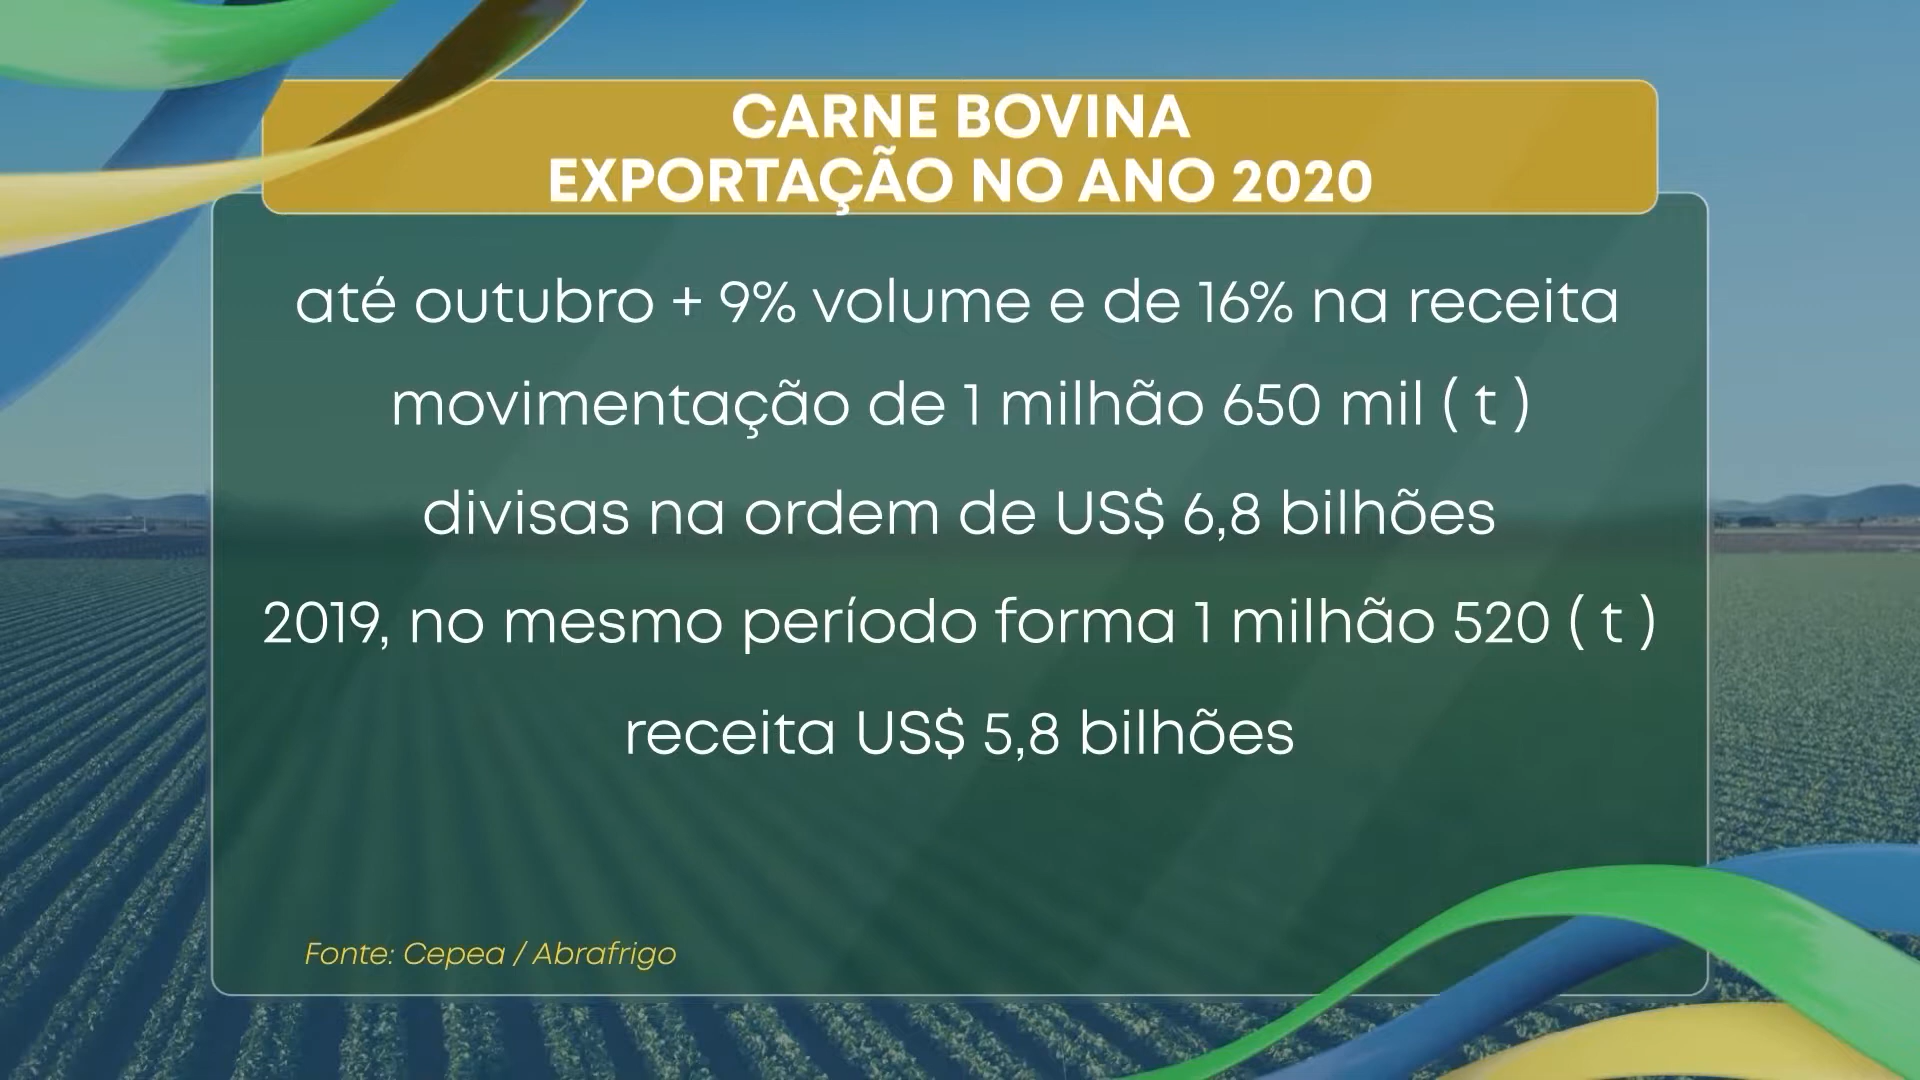 CARNE BOVINA
EXPORTAÇÃO NO ANO 2020
até outubro + 9% volume e de 16% na receita
movimentação de 1 milhão 650 mil ( t )
divisas na ordem de US$ 6,8 bilhões
2019, no mesmo período forma 1 milhão 520 ( t )
receita US$ 5,8 bilhões
Fonte: Cepea / Abrafrigo